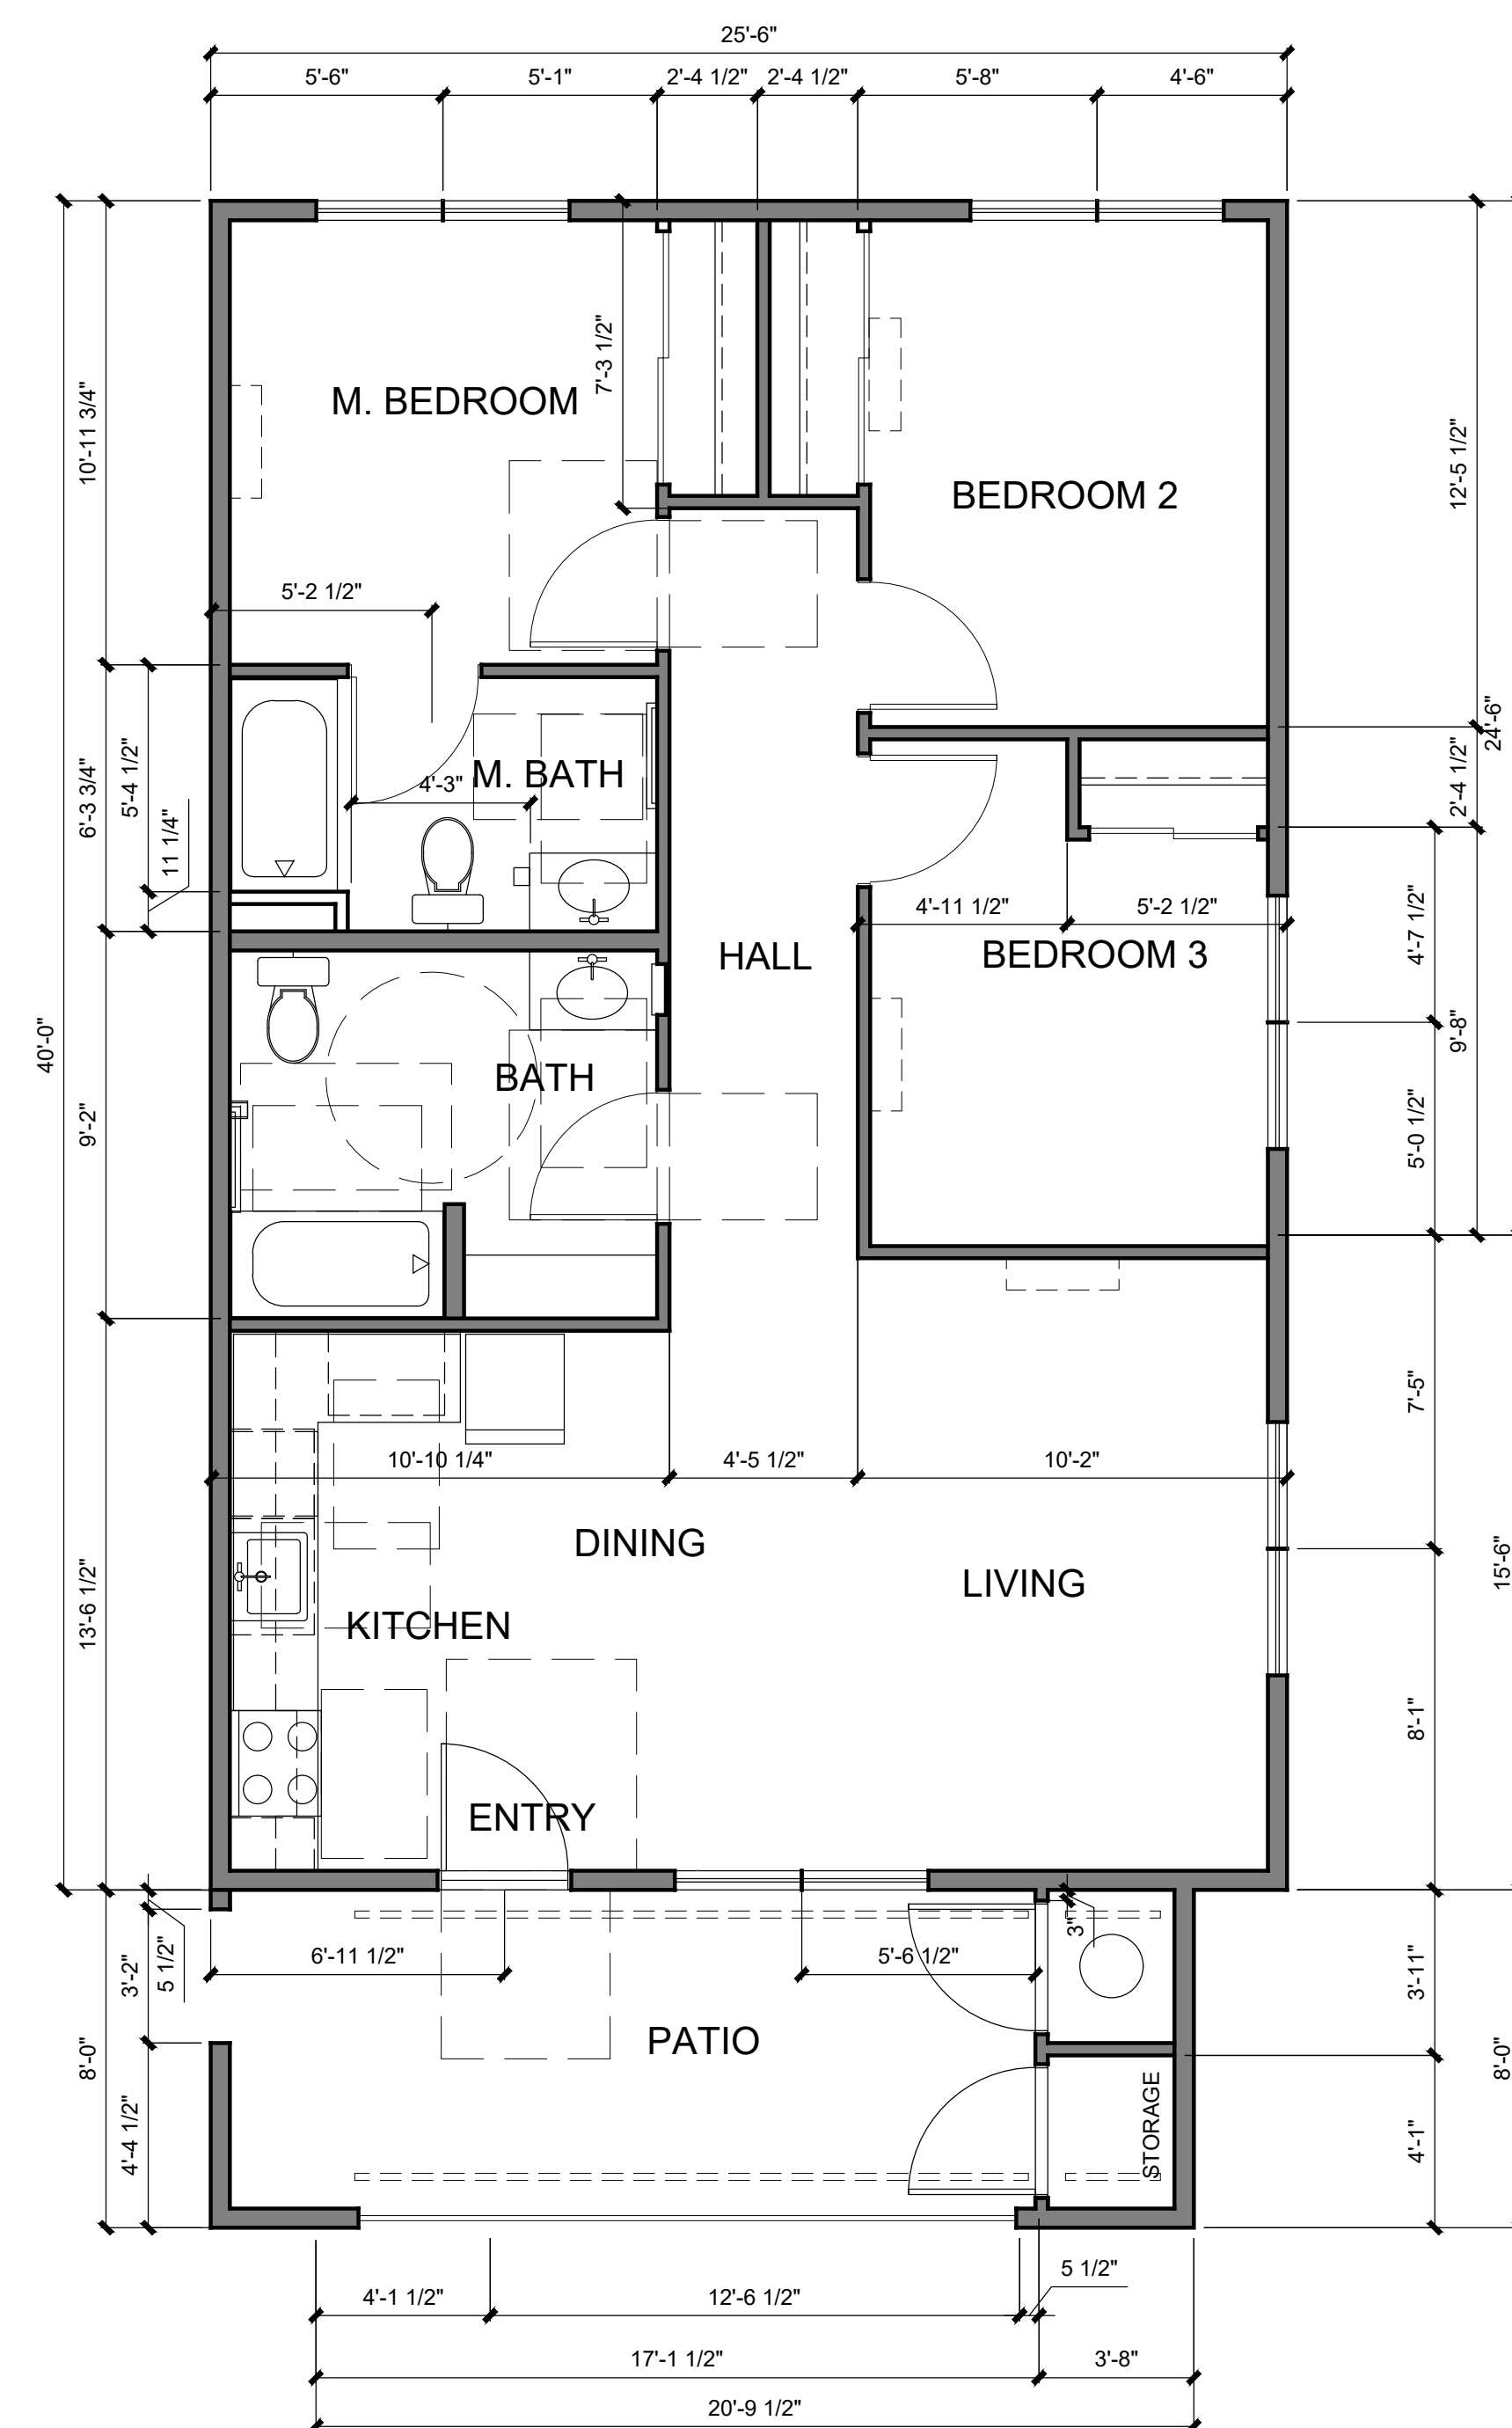 25'-6"
5'-6" 5'-1" 2'-4 1/2" 2'-4 1/2" 5'-8" 4'-6"
7'-3 1/2"
10'-11 3/4"
M. BEDROOM
12'-5 1/2"
BEDROOM 2
5'-2 1/2"
24'-6"
5'-4 1/2"
6'-3 3/4"
11 1/4"
4'-3"
M. BATH
2'-4 1/2"
4'-11 1/2" 5'-2 1/2"
4'-7 1/2"
HALL
BEDROOM 3
40'-0"
9'-8"
BATH
9'-2"
5'-0 1/2"
7'-5"
10'-10 1/4" 4'-5 1/2" 10'-2"
DINING
LIVING
15'-6"
13'-6 1/2"
KITCHEN
8'-1"
ENTRY
3"
6'-11 1/2" 5'-6 1/2"
3'-2"
5 1/2"
3'-11"
PATIO
8'-0"
8'-0"
STORAGE
4'-4 1/2"
4'-1"
5 1/2"
4'-1 1/2" 12'-6 1/2"
17'-1 1/2" 3'-8"
20'-9 1/2"